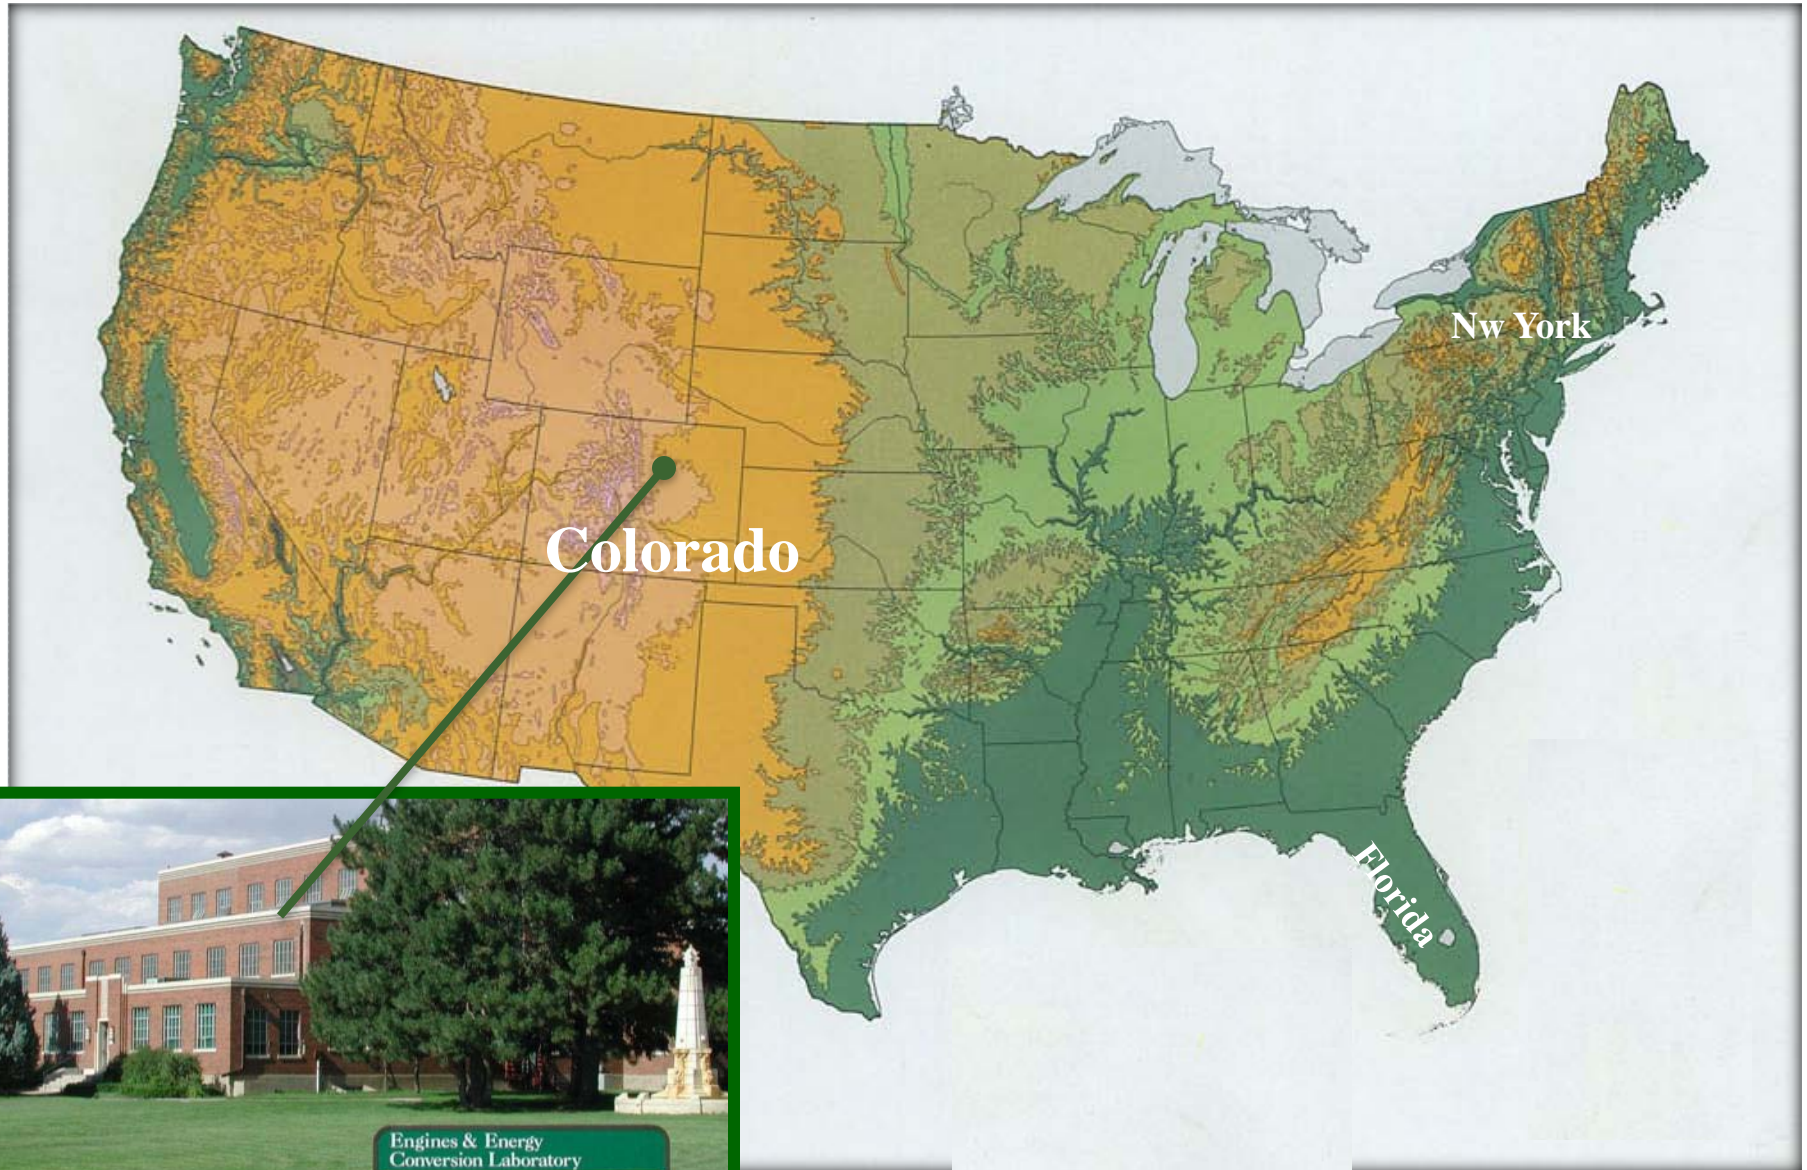 Nw York
Colorado
Florida
Engines & Energy
Conversion Laboratory